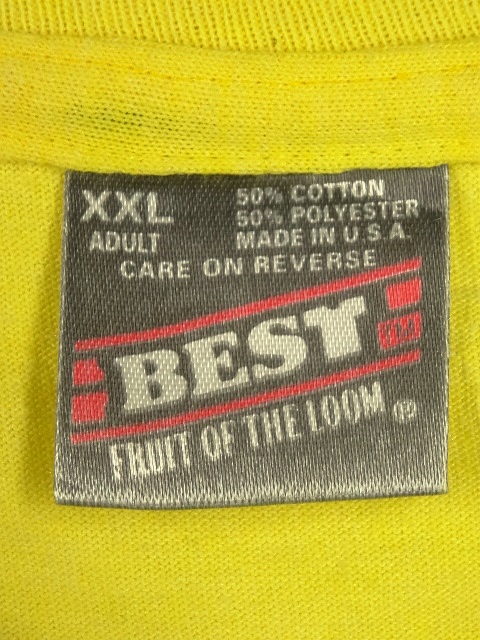 XXL
ADULT
50% COTTON
50% POLYESTER
MADE IN U.S.A.
CARE ON REVERSE
BEST
TM
FRUIT OF THE LOOM ®